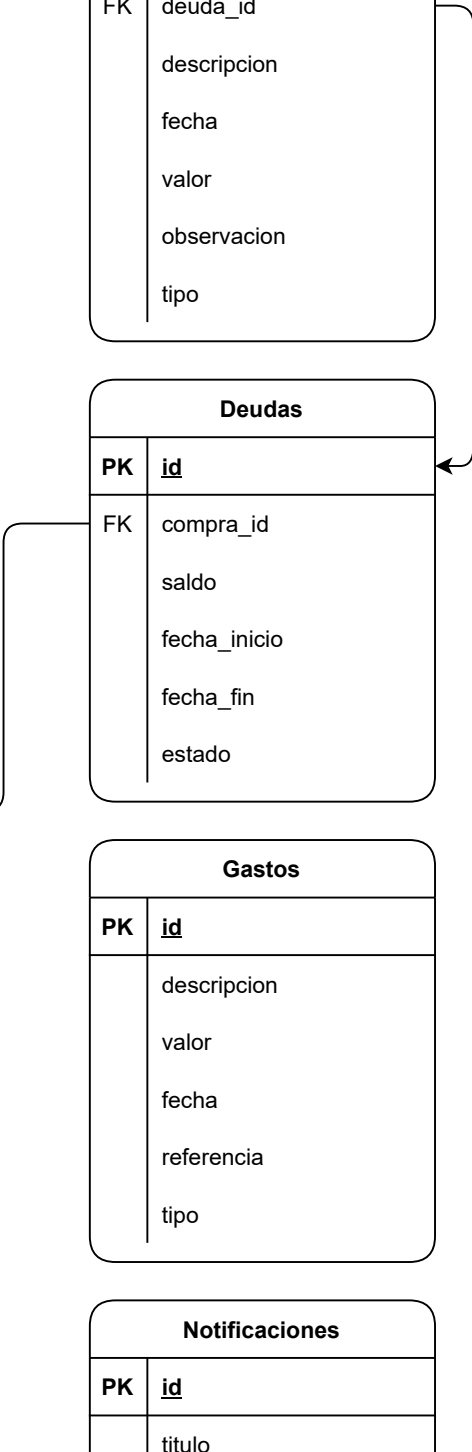 FK deuda_id
descripcion
fecha
valor
observacion
tipo
Deudas
PK id
FK compra_id
saldo
fecha_inicio
fecha_fin
estado
Gastos
PK id
descripcion
valor
fecha
referencia
tipo
Notificaciones
PK id
titulo